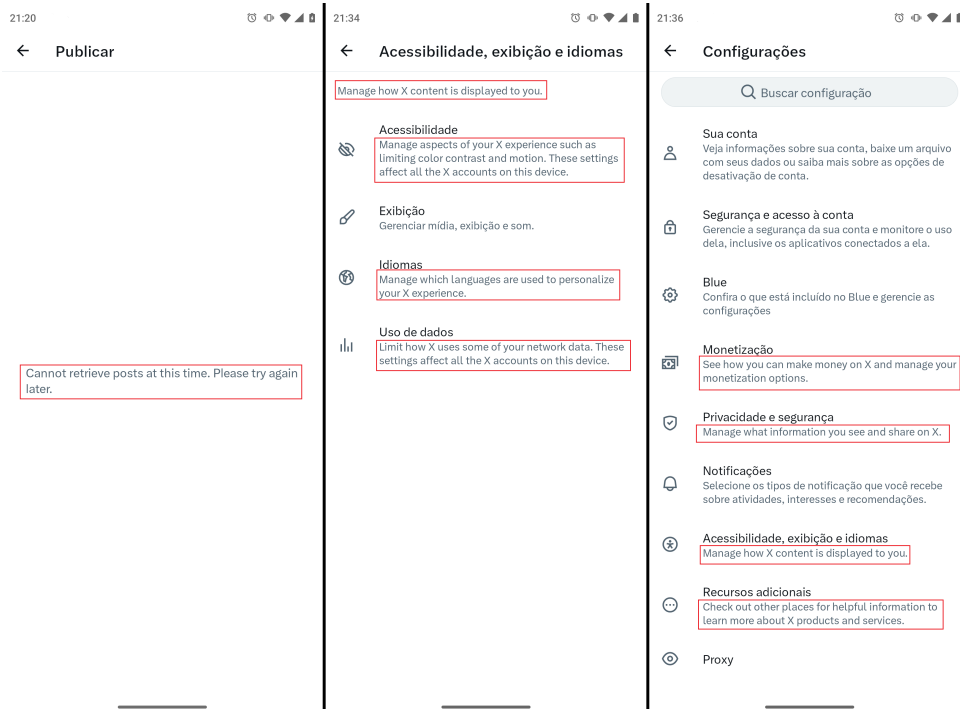 21:20
Publicar
Cannot retrieve posts at this time. Please try again
later.
21:34
Acessibilidade, exibição e idiomas
Manage how X content is displayed to you.
Acessibilidade
Manage aspects of your X experience such as
limiting color contrast and motion. These settings
affect all the X accounts on this device.
Exibição
Gerenciar mídia, exibição e som.
Idiomas
Manage which languages are used to personalize
your X experience.
Uso de dados
Limit how X uses some of your network data. These
settings affect all the X accounts on this device.
21:36
Configurações
Buscar configuração
Sua conta
Veja informações sobre sua conta, baixe um arquivo
com seus dados ou saiba mais sobre as opções de
desativação de conta.
Segurança e acesso à conta
Gerencie a segurança da sua conta e monitore o uso
dela, inclusive os aplicativos conectados a ela.
Blue
Confira o que está incluído no Blue e gerencie as
configurações
Monetização
See how you can make money on X and manage your
monetization options.
Privacidade e segurança
Manage what information you see and share on X.
Notificações
Selecione os tipos de notificação que você recebe
sobre atividades, interesses e recomendações.
Acessibilidade, exibição e idiomas
Manage how X content is displayed to you.
Recursos adicionais
Check out other places for helpful information to
learn more about X products and services.
Proxy